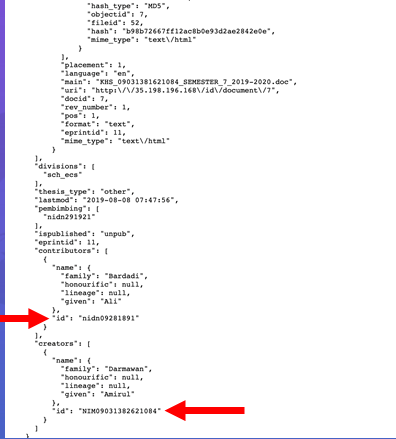 "hash_type": "MD5",
"objectid": 7,
"fileid": 52,
"hash": "b98b72667ff12ac8b0e93d2ae2842e0e",
"mime_type": "text\/html"
}
],
"placement": 1,
"language": "en",
"main": "KHS_09031381621084_SEMESTER_7_2019-2020.doc",
"uri": "http:\/\/35.198.196.168\/id\/document\/7",
"docid": 7,
"rev_number": 1,
"pos": 1,
"format": "text",
"eprintid": 11,
"mime_type": "text\/html"
}
],
"divisions": [
"sch_ecs"
],
"thesis_type": "other",
"lastmod": "2019-08-08 07:47:56",
"pembimbing": [
"nidn291921"
],
"ispublished": "unpub",
"eprintid": 11,
"contributors": [
{
"name": {
"family": "Bardadi",
"honourific": null,
"lineage": null,
"given": "Ali"
},
"id": "nidn09281891"
}
],
"creators": [
{
"name": {
"family": "Darmawan",
"honourific": null,
"lineage": null,
"given": "Amirul"
},
"id": "NIM09031382621084"
}
]
}